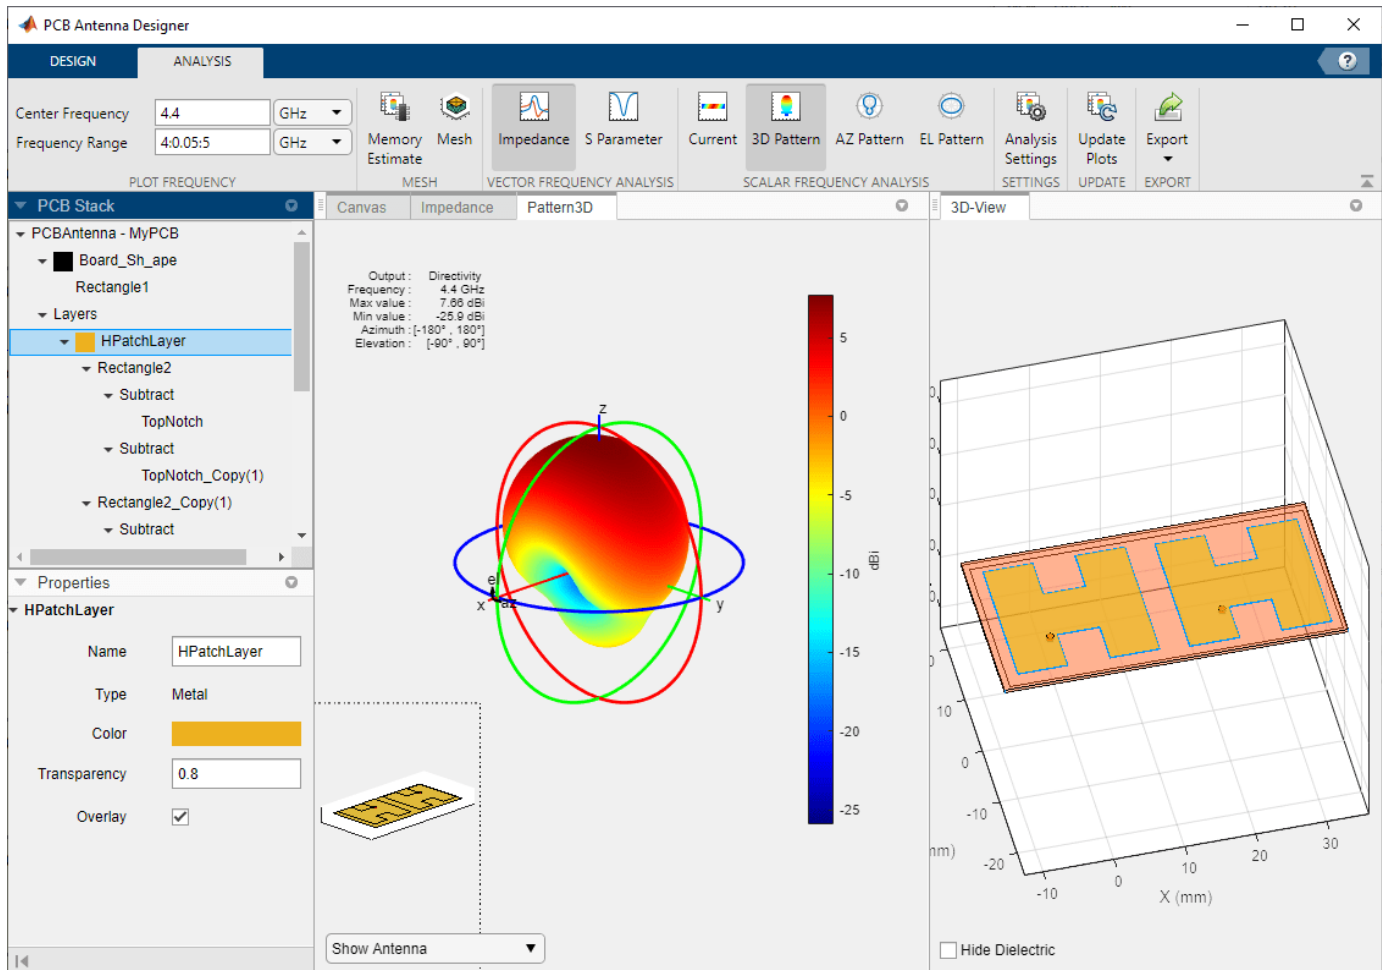 PCB Antenna Designer
DESIGN
ANALYSIS
?
Center Frequency 4.4 GHz
Frequency Range 4:0.05:5 GHz
PLOT FREQUENCY
Memory Estimate
Mesh
MESH
Impedance
S Parameter
VECTOR FREQUENCY ANALYSIS
Current
3D Pattern
AZ Pattern
EL Pattern
SCALAR FREQUENCY ANALYSIS
Analysis Settings
SETTINGS
Update Plots
UPDATE
Export
EXPORT
PCB Stack
PCBAntenna - MyPCB
Board_Sh_ape
Rectangle1
Layers
HPatchLayer
Rectangle2
Subtract
TopNotch
Subtract
TopNotch_Copy(1)
Rectangle2_Copy(1)
Subtract
Properties
HPatchLayer
Name HPatchLayer
Type Metal
Color
Transparency 0.8
Overlay
Canvas
Impedance
Pattern3D
Output : Directivity
Frequency : 4.4 GHz
Max value : 7.66 dBi
Min value : -25.9 dBi
Azimuth : [-180° , 180°]
Elevation : [-90° , 90°]
z
el
x
az
y
5
0
-5
-10
-15
-20
-25
dBi
Show Antenna
3D-View
10
0
-10
-20
-10
0
10
20
30
X (mm)
Hide Dielectric